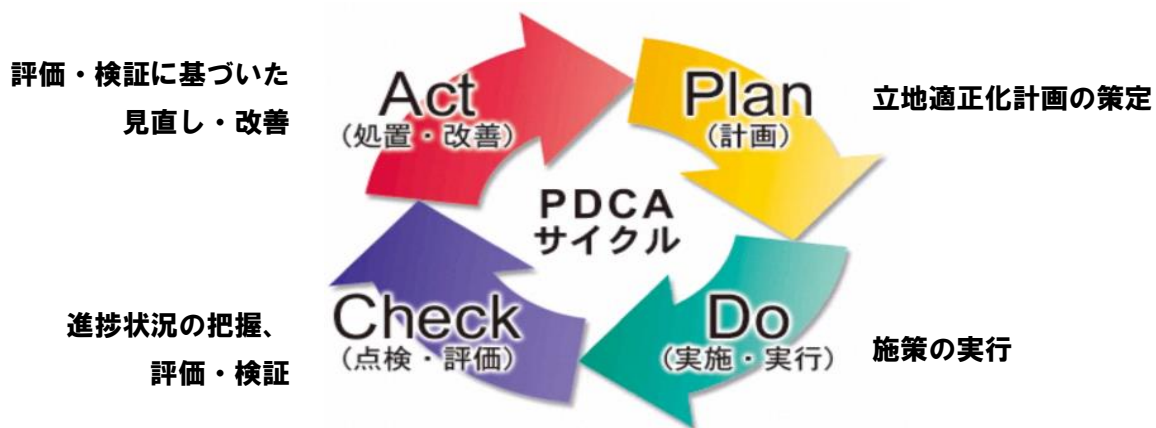 評価・検証に基づいた
見直し・改善
Act
(処置・改善)
Plan
(計画)
立地適正化計画の策定
PDCA
サイクル
進捗状況の把握、
評価・検証
Check
(点検・評価)
Do
(実施・実行)
施策の実行